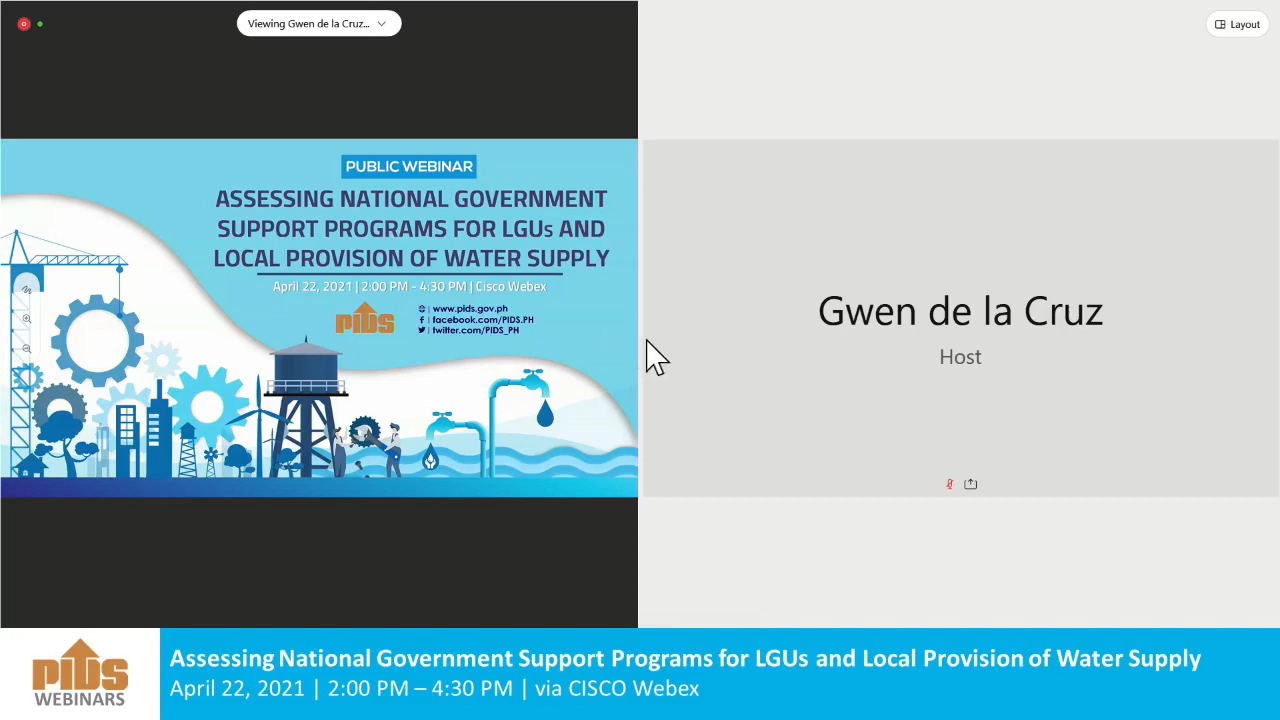 Viewing Gwen de la Cruz...
Layout
PUBLIC WEBINAR
ASSESSING NATIONAL GOVERNMENT
SUPPORT PROGRAMS FOR LGUs AND
LOCAL PROVISION OF WATER SUPPLY
April 22, 2021 | 2:00 PM - 4:30 PM | Cisco Webex
PIDS
| www.pids.gov.ph
| facebook.com/PIDS.PH
| twitter.com/PIDS_PH
Gwen de la Cruz
Host
PIDS
WEBINARS
Assessing National Government Support Programs for LGUs and Local Provision of Water Supply
April 22, 2021 | 2:00 PM – 4:30 PM | via CISCO Webex